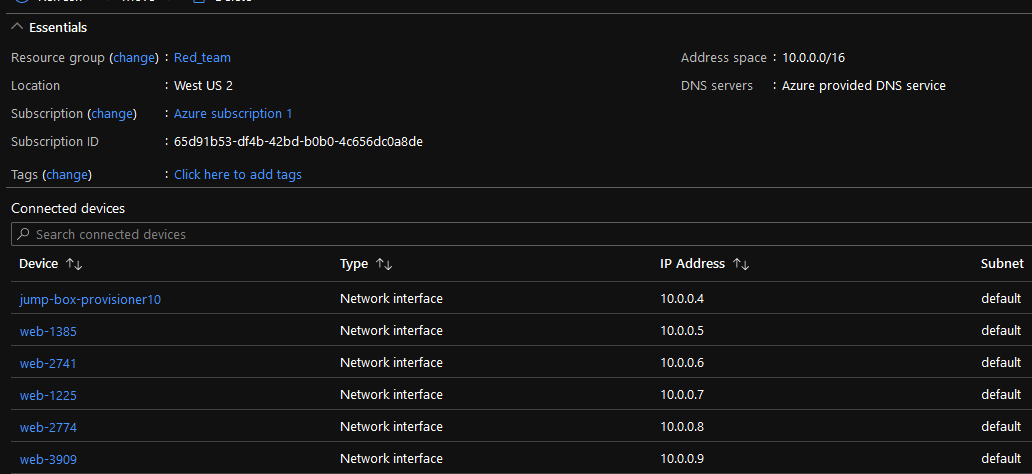 Refresh Move Delete
Essentials
Resource group (change) : Red_team Address space : 10.0.0.0/16
Location : West US 2 DNS servers : Azure provided DNS service
Subscription (change) : Azure subscription 1
Subscription ID : 65d91b53-df4b-42bd-b0b0-4c656dc0a8de
Tags (change) : Click here to add tags
Connected devices
Search connected devices
Device Type IP Address Subnet
jump-box-provisioner10 Network interface 10.0.0.4 default
web-1385 Network interface 10.0.0.5 default
web-2741 Network interface 10.0.0.6 default
web-1225 Network interface 10.0.0.7 default
web-2774 Network interface 10.0.0.8 default
web-3909 Network interface 10.0.0.9 default